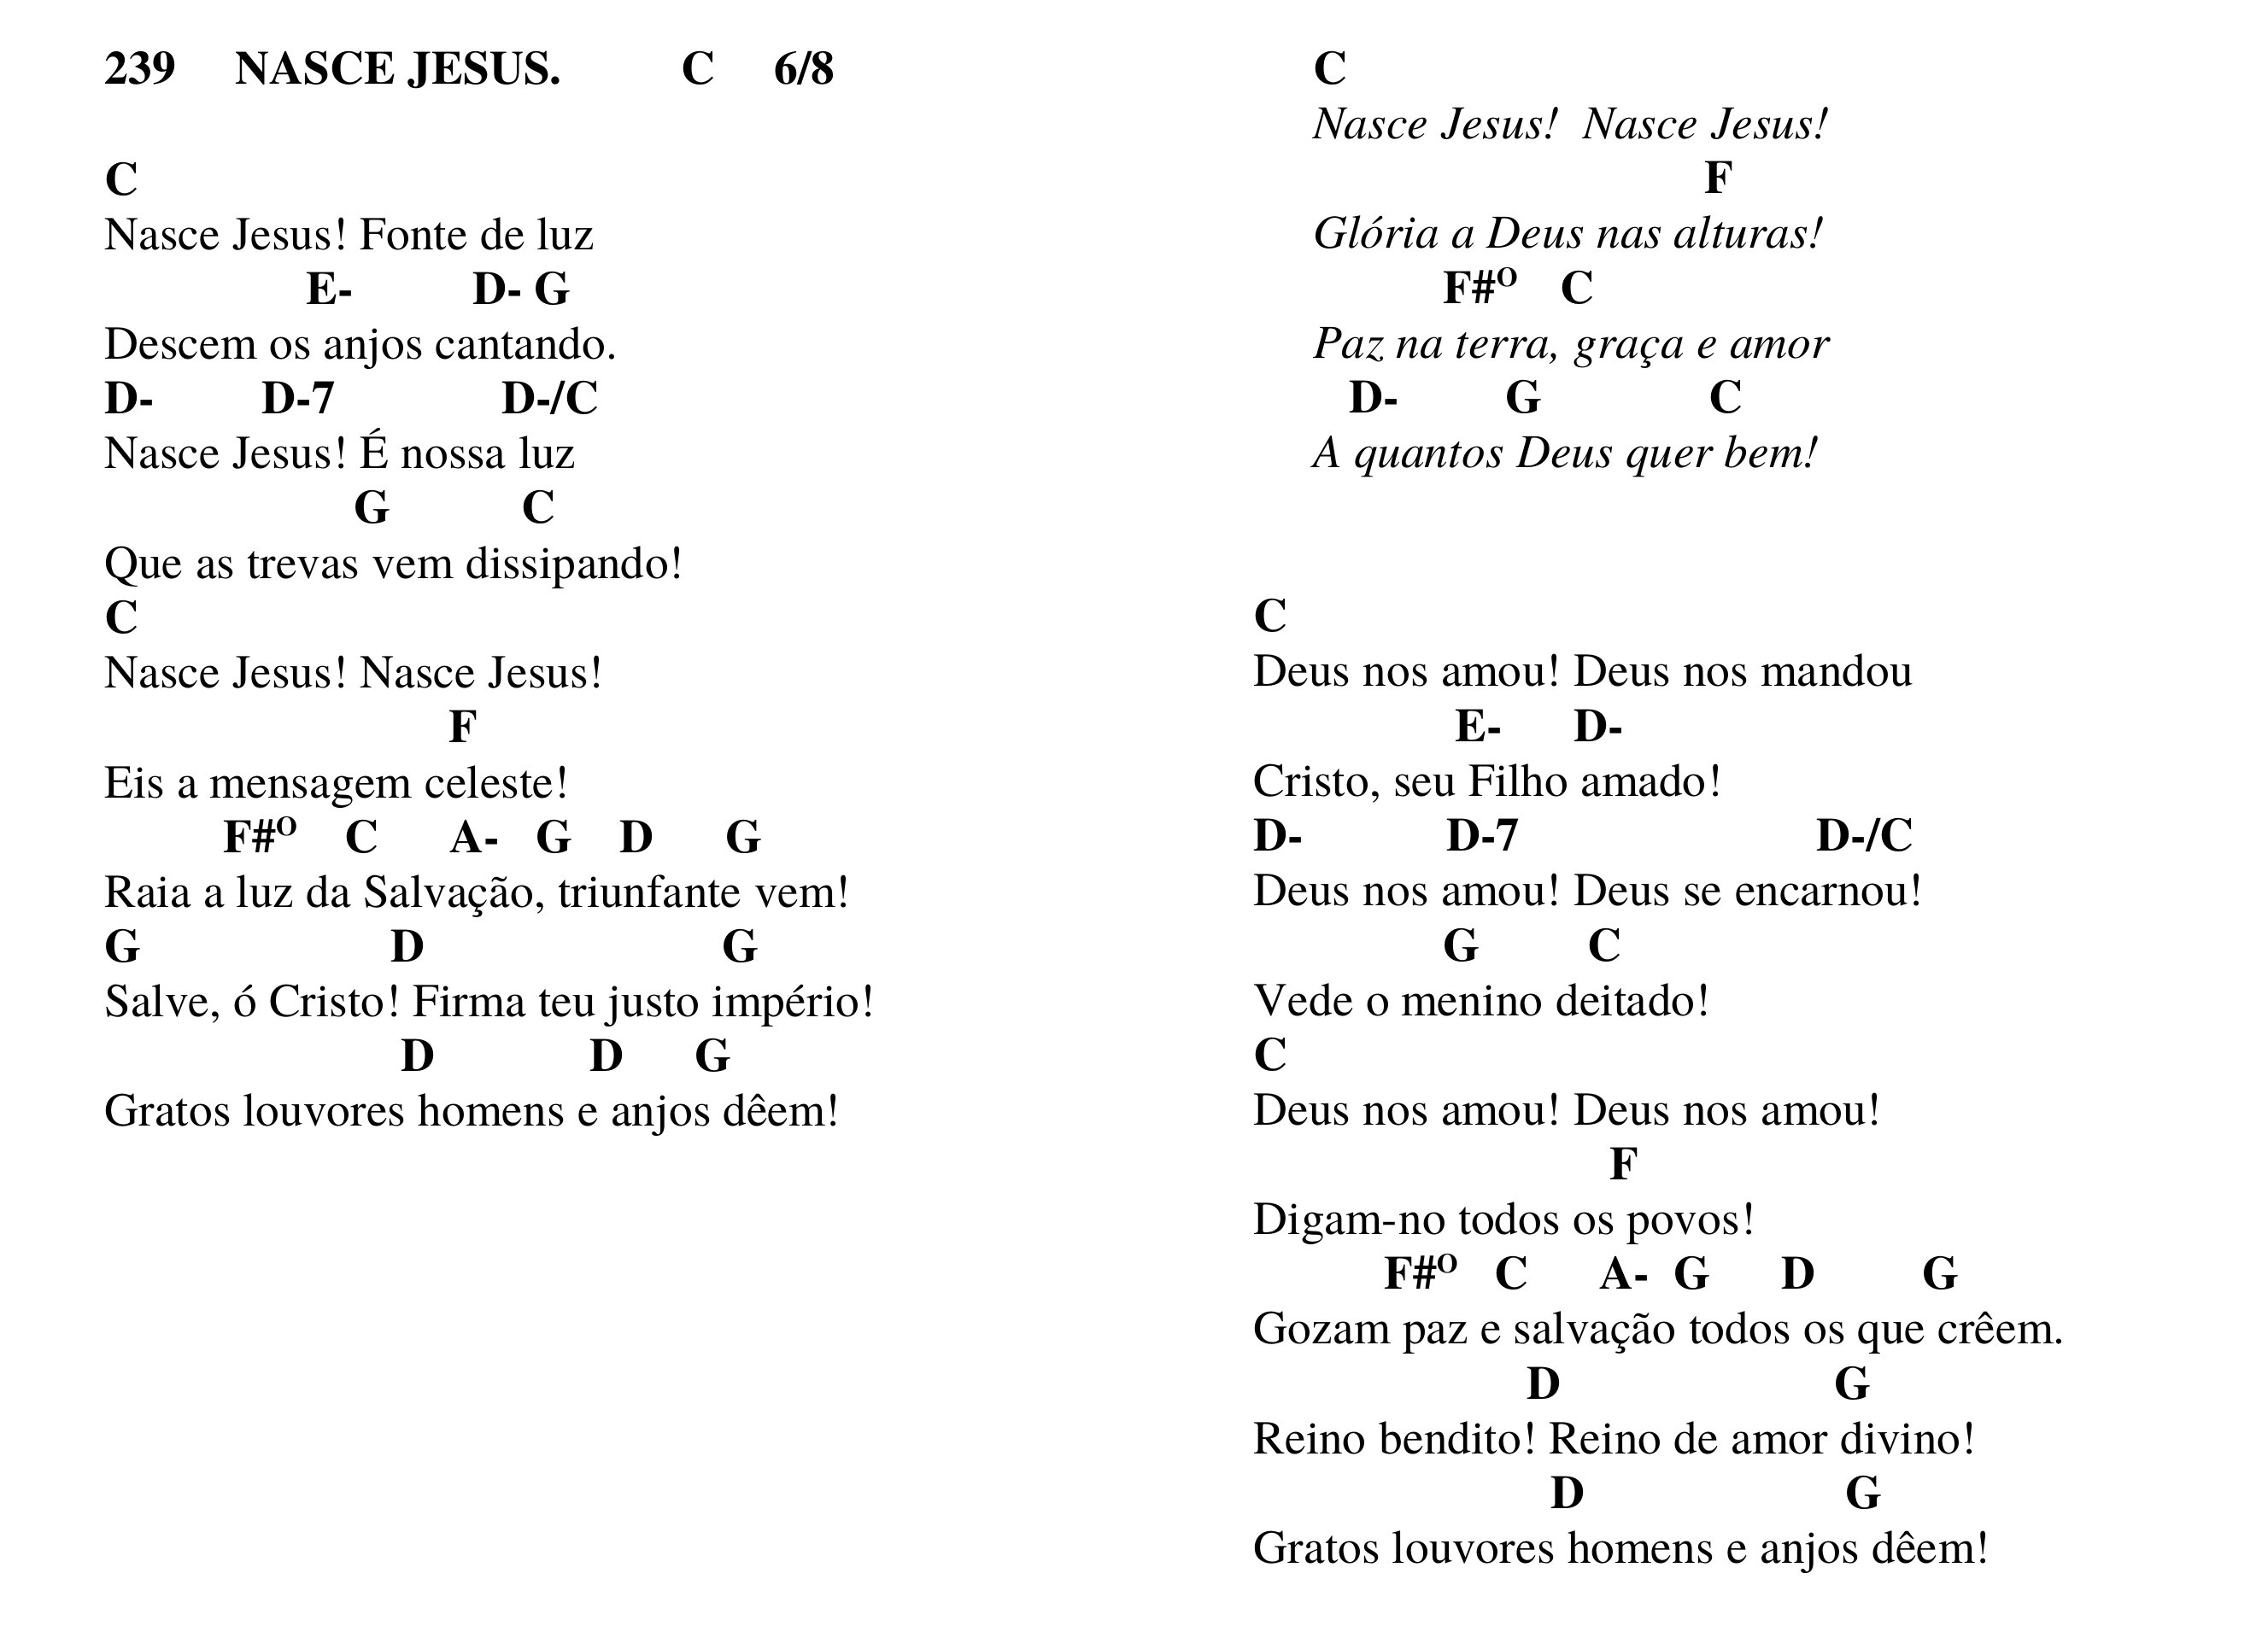 239 NASCE JESUS. C 6/8
C
Nasce Jesus! Fonte de luz
E- D- G
Descem os anjos cantando.
D- D-7 D-/C
Nasce Jesus! É nossa luz
G C
Que as trevas vem dissipando!
C
Nasce Jesus! Nasce Jesus!
F
Eis a mensagem celeste!
F#º C A- G D G
Raia a luz da Salvação, triunfante vem!
G D G
Salve, ó Cristo! Firma teu justo império!
D D G
Gratos louvores homens e anjos dêem!
C
Nasce Jesus! Nasce Jesus!
F
Glória a Deus nas alturas!
F#º C
Paz na terra, graça e amor
D- G C
A quantos Deus quer bem!
C
Deus nos amou! Deus nos mandou
E- D-
Cristo, seu Filho amado!
D- D-7 D-/C
Deus nos amou! Deus se encarnou!
G C
Vede o menino deitado!
C
Deus nos amou! Deus nos amou!
F
Digam-no todos os povos!
F#º C A- G D G
Gozam paz e salvação todos os que crêem.
D G
Reino bendito! Reino de amor divino!
D G
Gratos louvores homens e anjos dêem!